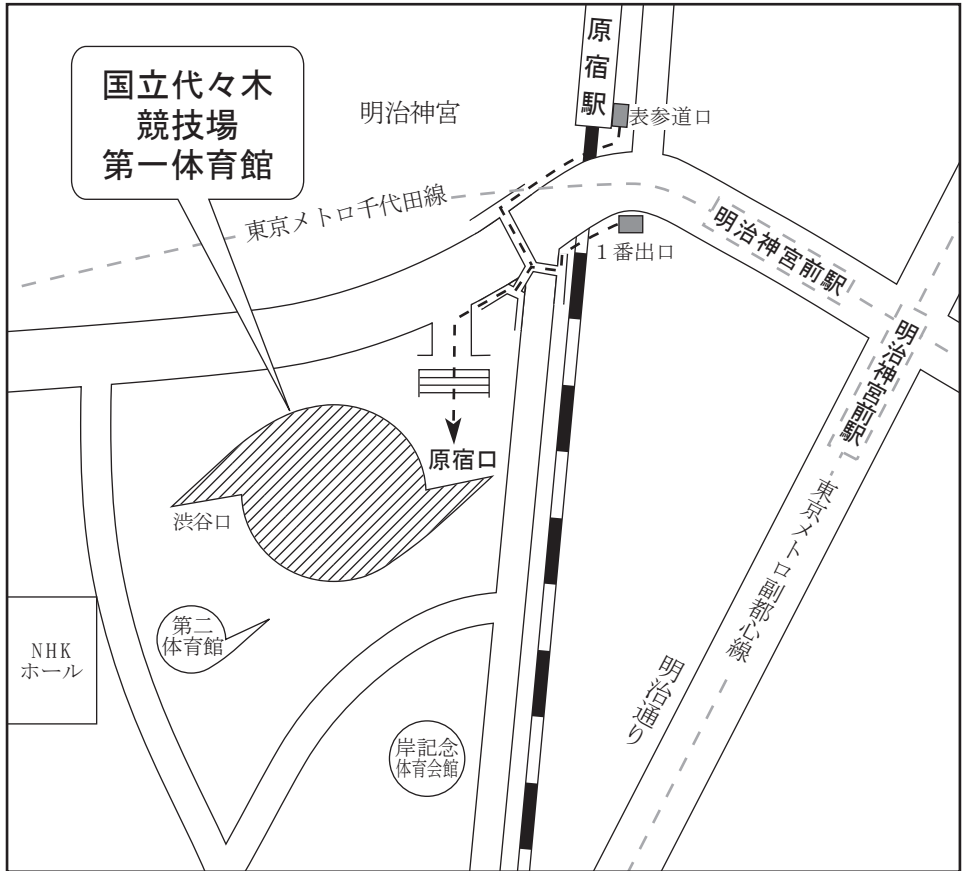 国立代々木
競技場
第一体育館
明治神宮
原宿駅
表参道口
東京メトロ千代田線
1番出口
明治神宮前駅
明治神宮前駅
原宿口
渋谷口
東京メトロ副都心線
第二
体育館
NHK
ホール
明治通り
岸記念
体育会館